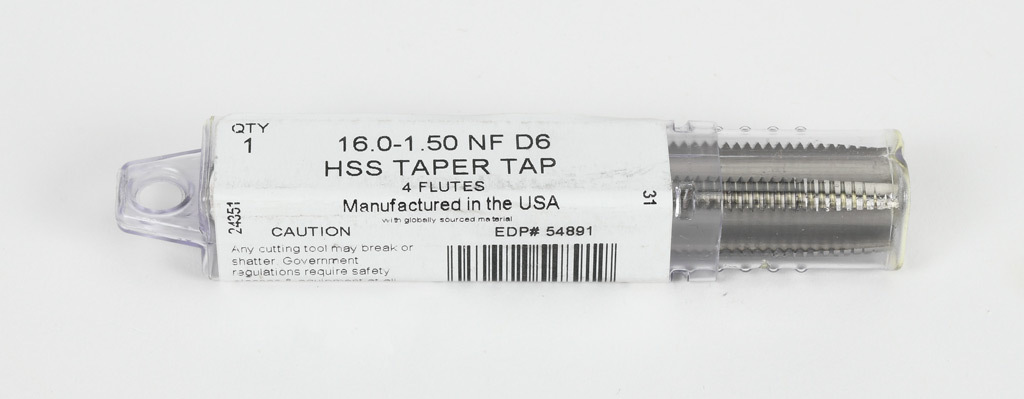 QTY
1
16.0-1.50 NF D6
HSS TAPER TAP
4 FLUTES
Manufactured in the USA
with globally sourced material
24351
31
CAUTION
EDP# 54891
Any cutting tool may break or
shatter. Government
regulations require safety